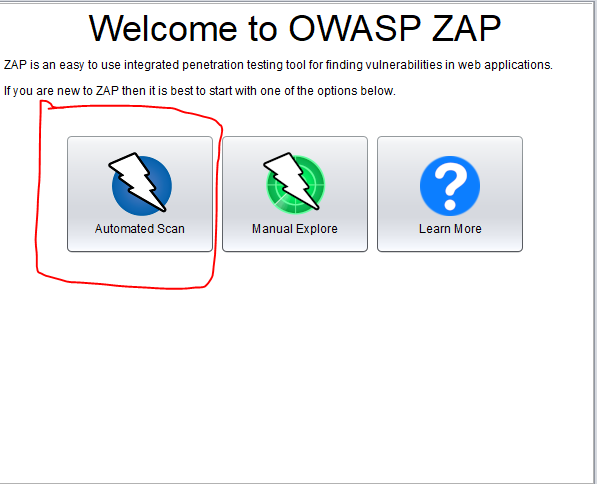 Welcome to OWASP ZAP
ZAP is an easy to use integrated penetration testing tool for finding vulnerabilities in web applications.
If you are new to ZAP then it is best to start with one of the options below.
Automated Scan
Manual Explore
Learn More